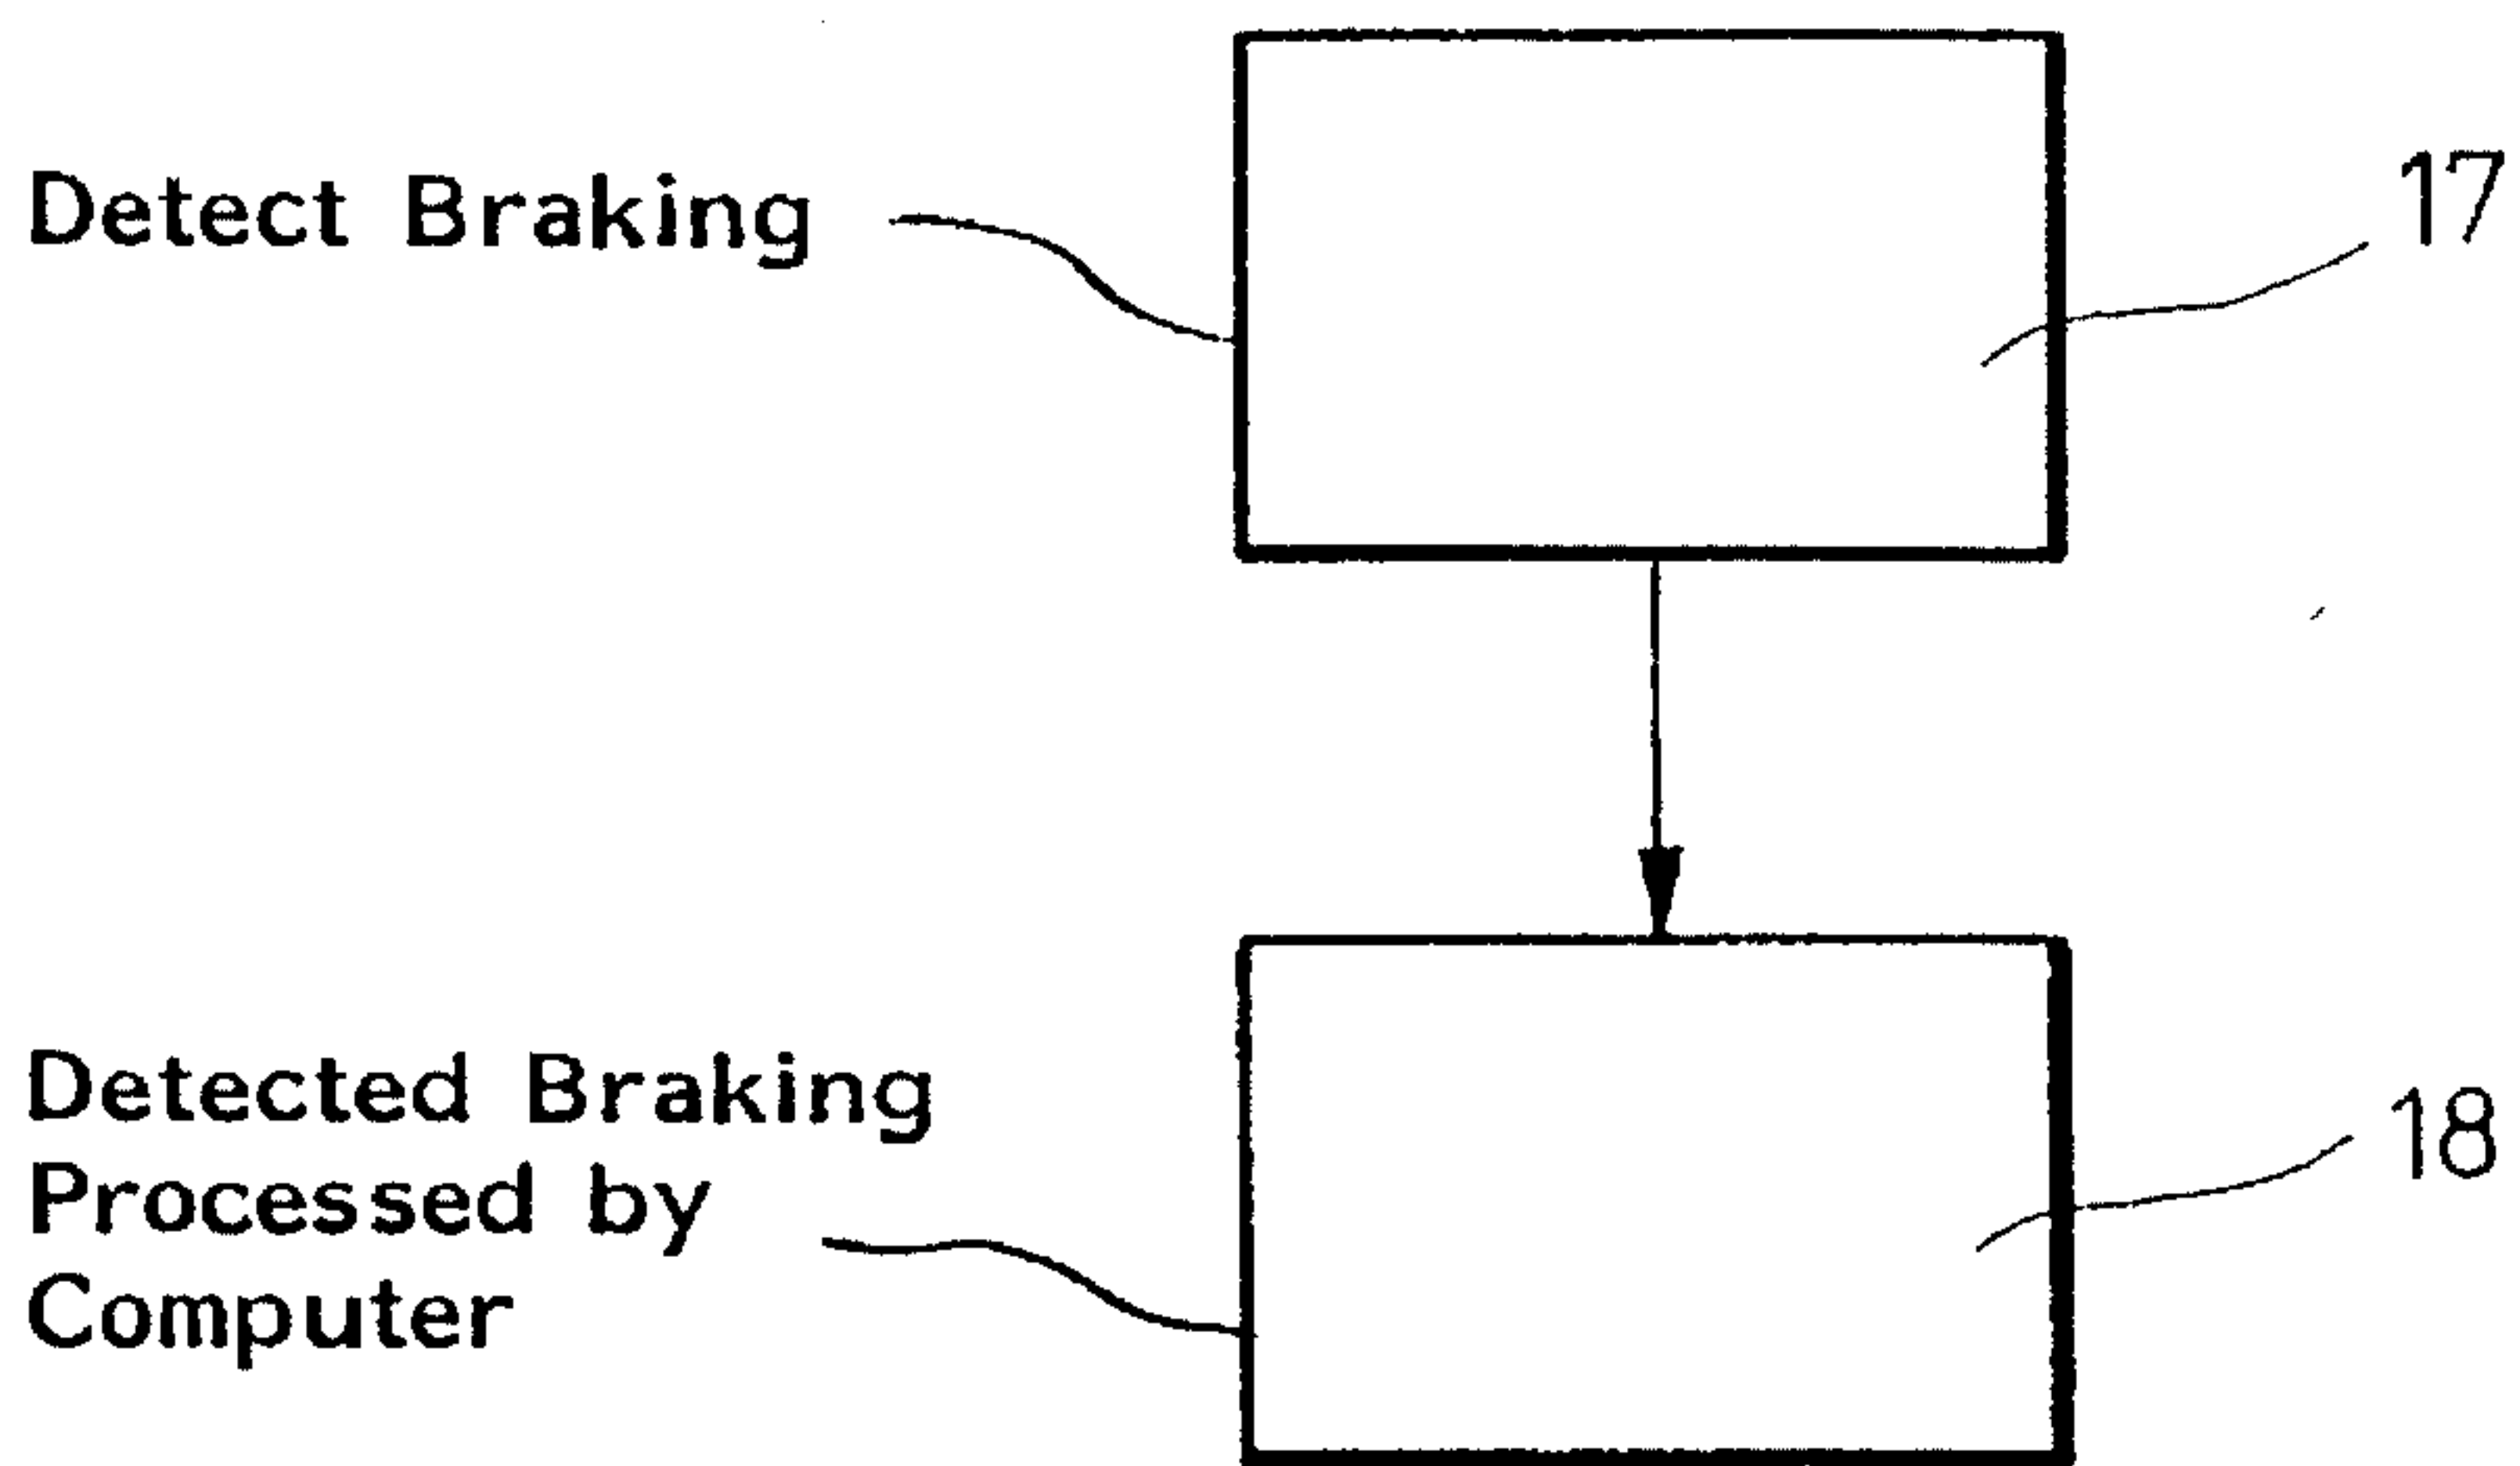 Detect Braking
17
Detected Braking
Processed by
Computer
18